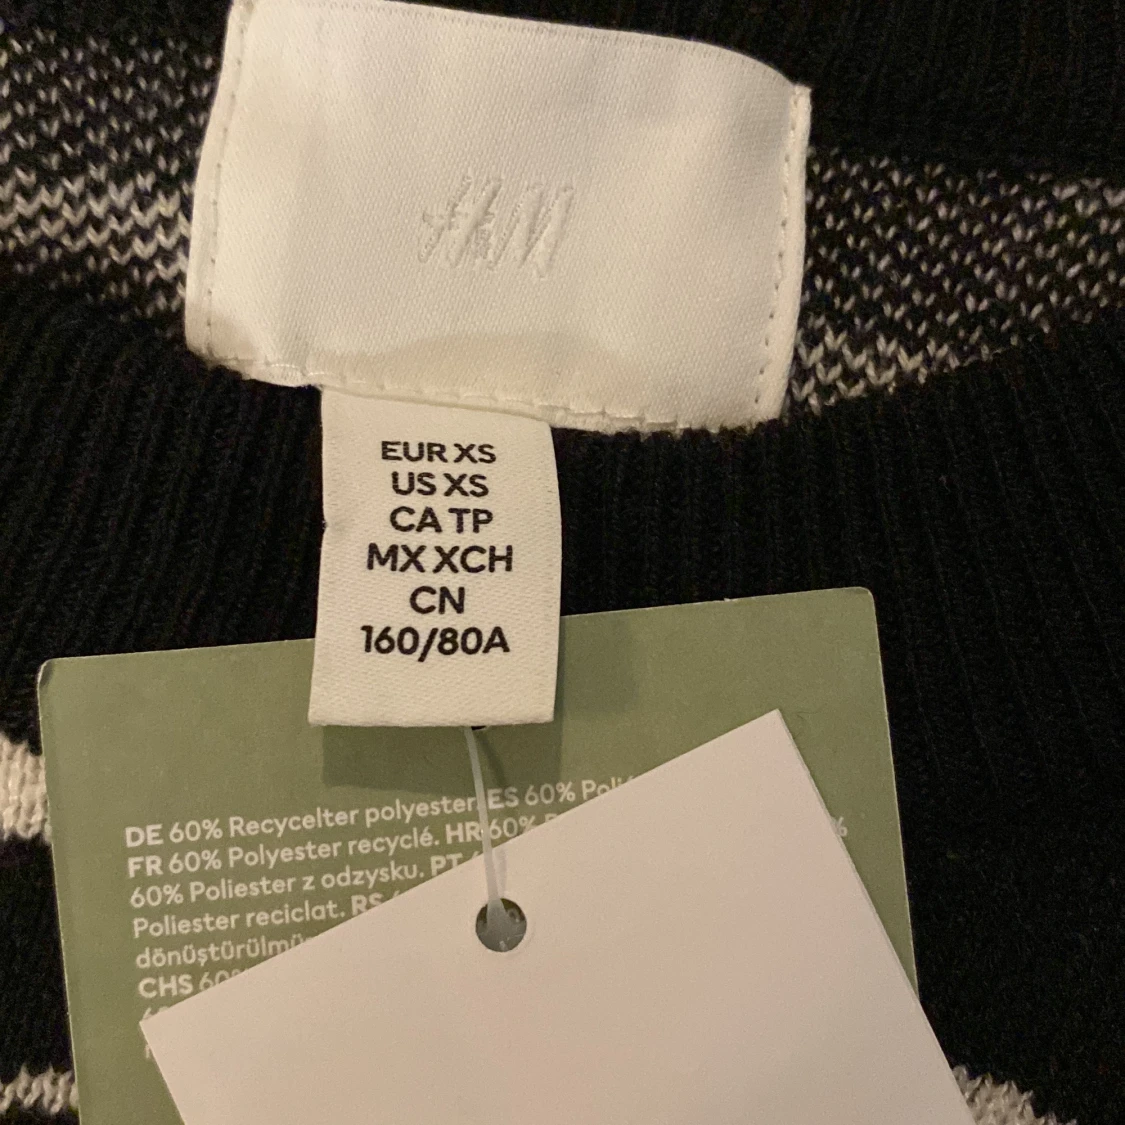 H&M
EUR XS
US XS
CA TP
MX XCH
CN
160/80A
DE 60% Recycelter polyester. ES 60%
FR 60% Polyester recyclé. HR 60%
60% Poliester z odzysku. PT
Poliester reciclat. RS
CHS